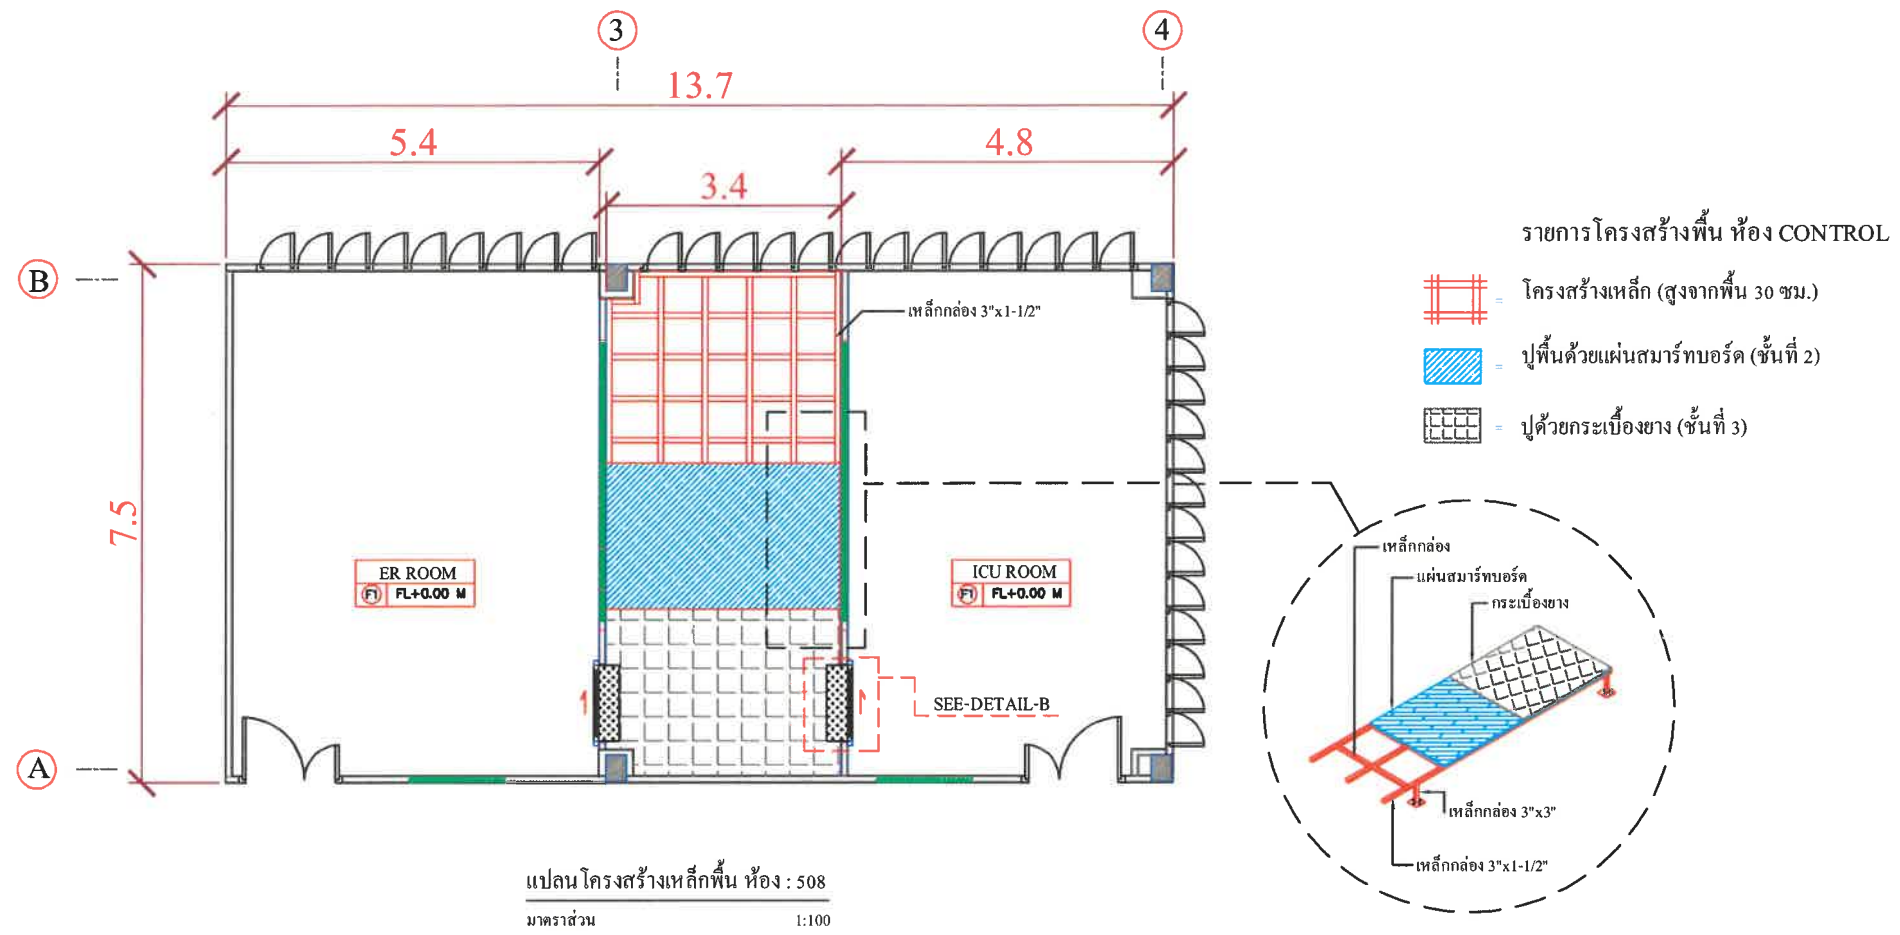 3
4
13.7
5.4
4.8
3.4
รายการโครงสร้างพื้น ห้อง CONTROL
B
= โครงสร้างเหล็ก (สูงจากพื้น 30 ซม.)
เหล็กกล่อง 3"x1-1/2"
= ปูพื้นด้วยแผ่นสมาร์ทบอร์ด (ชั้นที่ 2)
= ปูด้วยกระเบื้องยาง (ชั้นที่ 3)
7.5
เหล็กกล่อง
ER ROOM
F1 FL+0.00 M
ICU ROOM
F1 FL+0.00 M
แผ่นสมาร์ทบอร์ด
กระเบื้องยาง
1
1
SEE-DETAIL-B
A
เหล็กกล่อง 3"x3"
เหล็กกล่อง 3"x1-1/2"
แปลนโครงสร้างเหล็กพื้น ห้อง : 508
มาตราส่วน 1:100